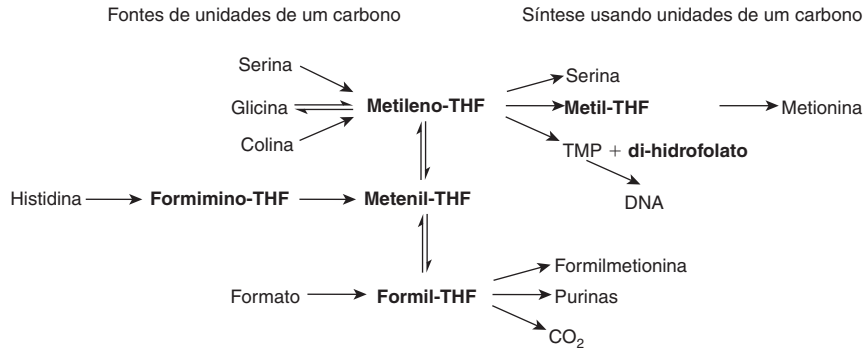 Fontes de unidades de um carbono
Síntese usando unidades de um carbono
Serina
Serina
Glicina
Metileno-THF
Metil-THF
Metionina
Colina
TMP + di-hidrofolato
DNA
Histidina
Formimino-THF
Metenil-THF
Formilmetionina
Formato
Formil-THF
Purinas
CO2